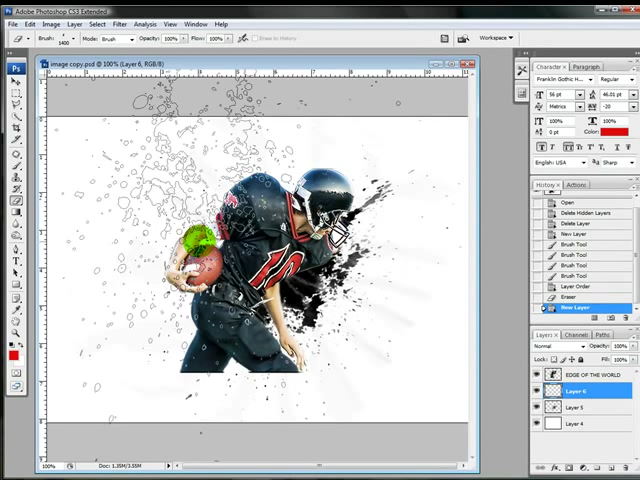 Adobe Photoshop CS3 Extended
File Edit Image Layer Select Filter Analysis View Window Help
Brush: 1400 Mode: Brush Opacity: 100% Flow: 100% Erase to History Workspace
image copy.psd @ 100% (Layer 6, RGB/8)
Character Paragraph
Franklin Gothic H... Regular
56 pt 46.01 pt
Metrics -20
100% 100%
0 pt Color:
English: USA Sharp
History Actions
Open
Delete Hidden Layers
Delete Layer
New Layer
Brush Tool
Brush Tool
Brush Tool
Brush Tool
Layer Order
Eraser
New Layer
Layers Channels Paths
Normal Opacity: 100%
Lock: Fill: 100%
EDGE OF THE WORLD
Layer 6
Layer 5
Layer 4
10
100% Doc: 1.35M/3.55M